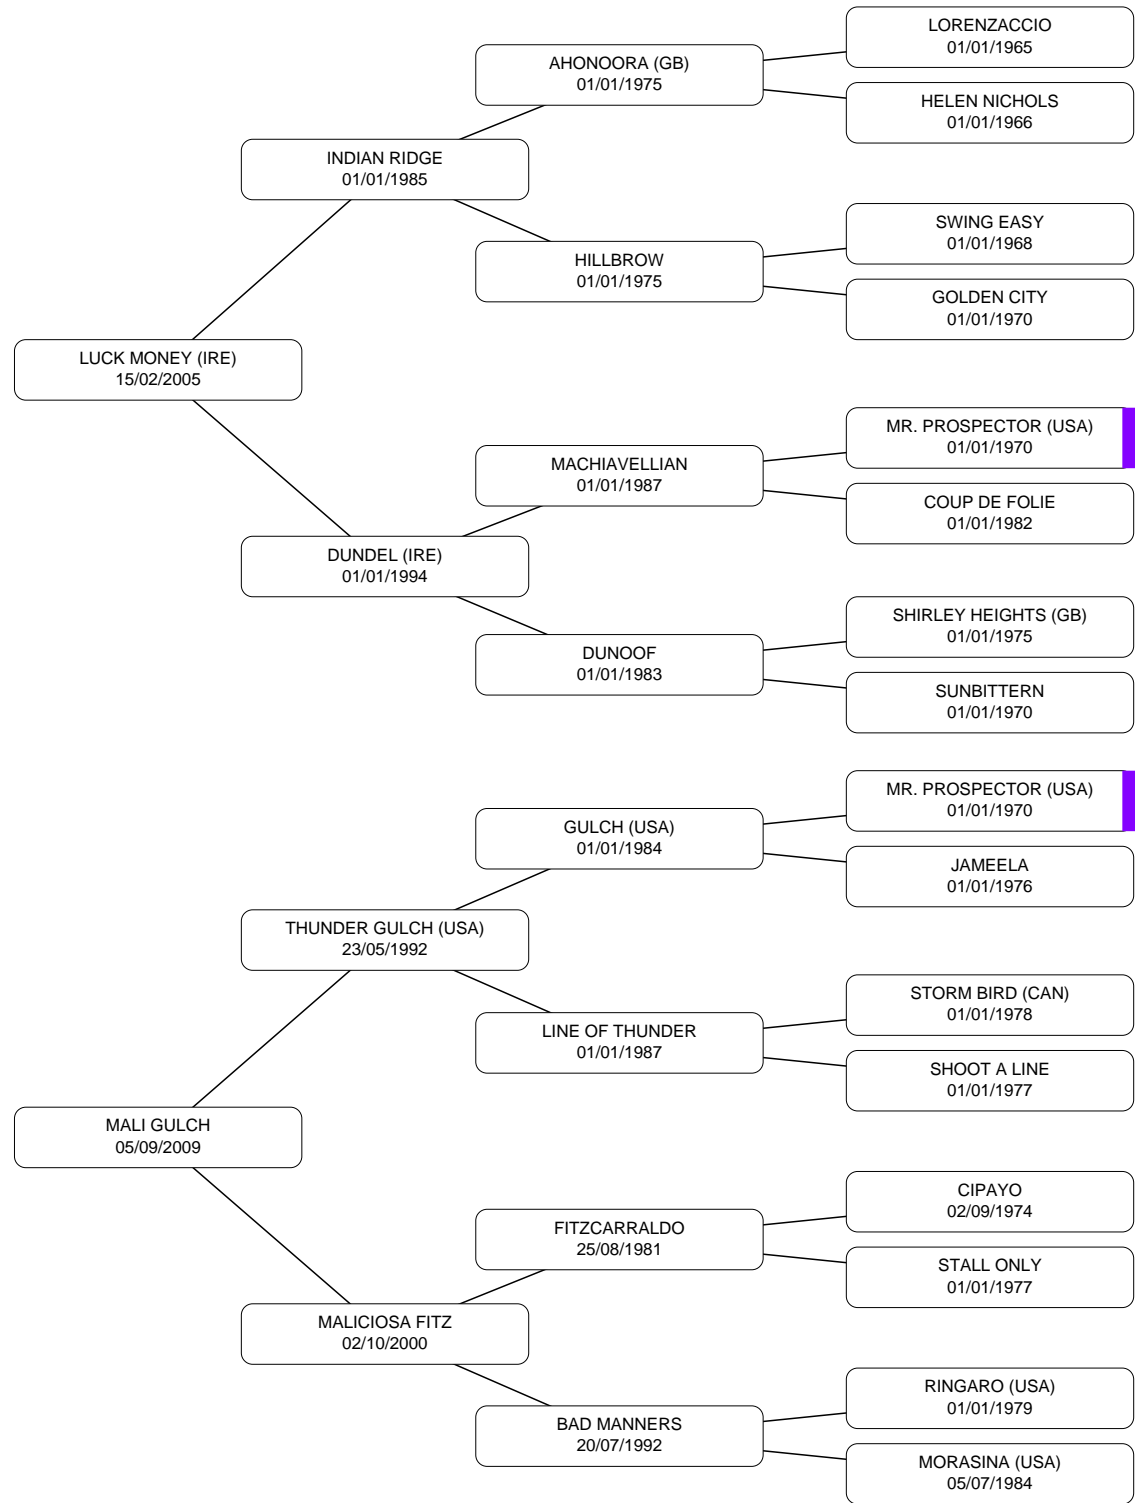 LORENZACCIO
01/01/1965
AHONOORA (GB)
01/01/1975
HELEN NICHOLS
01/01/1966
INDIAN RIDGE
01/01/1985
SWING EASY
01/01/1968
HILLBROW
01/01/1975
GOLDEN CITY
01/01/1970
LUCK MONEY (IRE)
15/02/2005
MR. PROSPECTOR (USA)
01/01/1970
MACHIAVELLIAN
01/01/1987
COUP DE FOLIE
01/01/1982
DUNDEL (IRE)
01/01/1994
SHIRLEY HEIGHTS (GB)
01/01/1975
DUNOOF
01/01/1983
SUNBITTERN
01/01/1970
MR. PROSPECTOR (USA)
01/01/1970
GULCH (USA)
01/01/1984
JAMEELA
01/01/1976
THUNDER GULCH (USA)
23/05/1992
STORM BIRD (CAN)
01/01/1978
LINE OF THUNDER
01/01/1987
SHOOT A LINE
01/01/1977
MALI GULCH
05/09/2009
CIPAYO
02/09/1974
FITZCARRALDO
25/08/1981
STALL ONLY
01/01/1977
MALICIOSA FITZ
02/10/2000
RINGARO (USA)
01/01/1979
BAD MANNERS
20/07/1992
MORASINA (USA)
05/07/1984